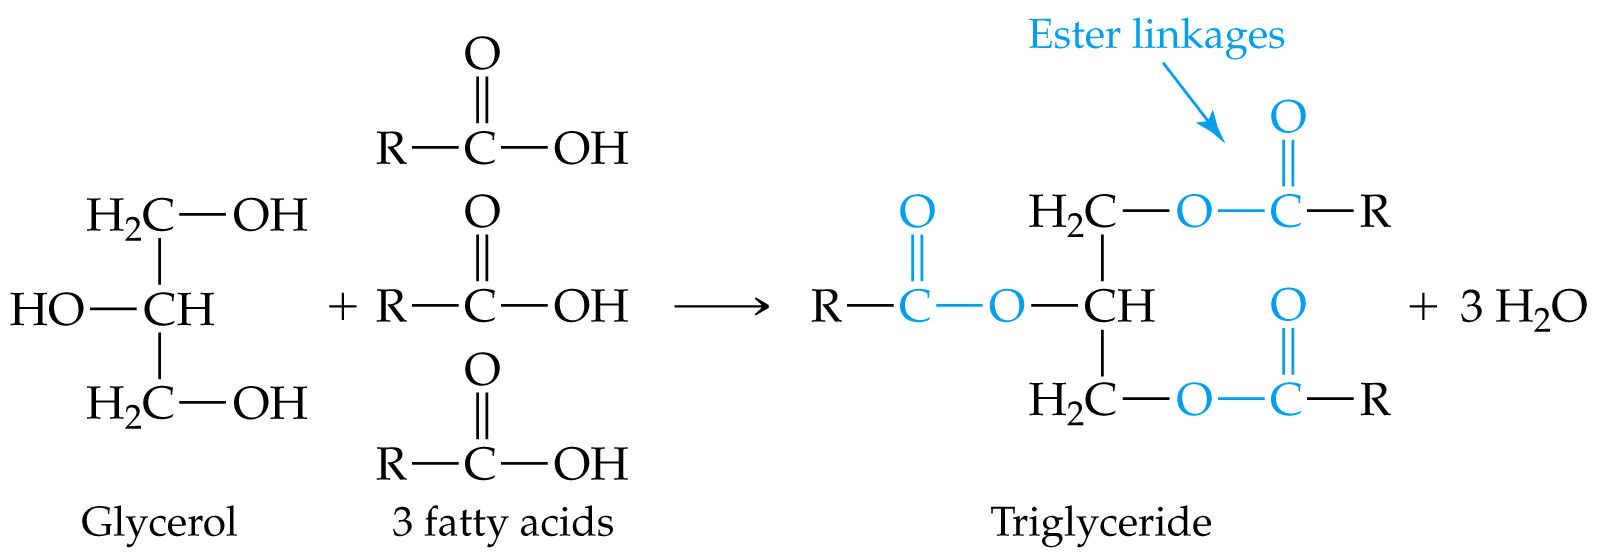 Ester linkages
O
R—C—OH
O
H₂C—O—C—R
H₂C—OH
O
O
HO—CH
+
R—C—OH
R—C—O—CH
O
+ 3 H₂O
H₂C—OH
O
H₂C—O—C—R
R—C—OH
Glycerol
3 fatty acids
Triglyceride